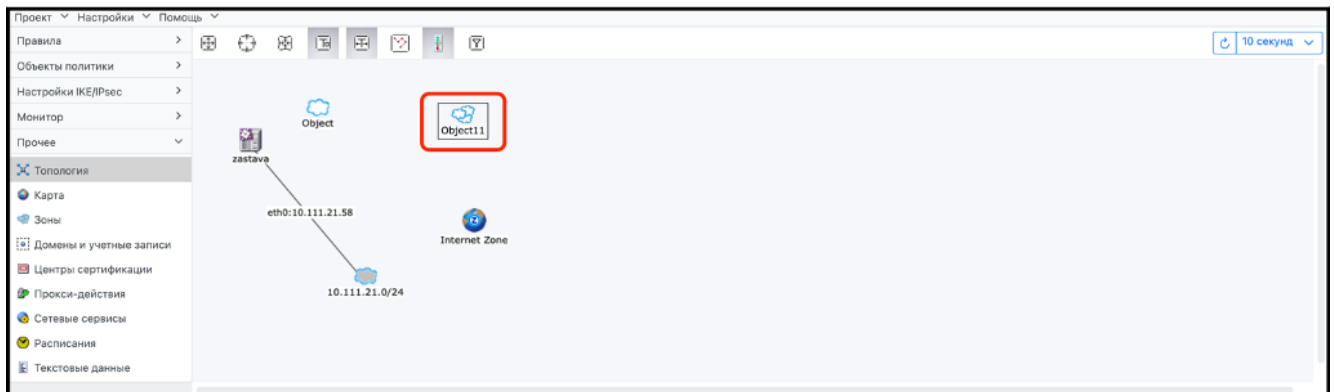 Проект Настройки Помощь
Правила
10 секунд
Объекты политики
Настройки IKE/IPsec
Монитор
Прочее
Топология
Карта
Зоны
Домены и учетные записи
Центры сертификации
Прокси-действия
Сетевые сервисы
Расписания
Текстовые данные
Object
Object11
zastava
eth0:10.111.21.58
Internet Zone
10.111.21.0/24